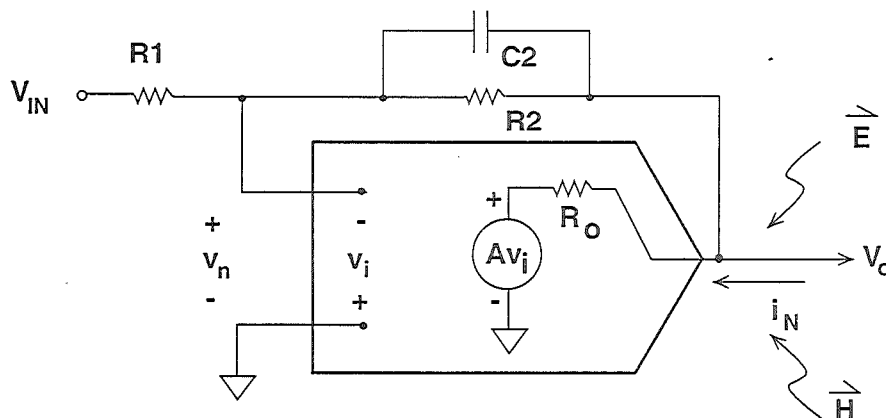 R1
C2
V_IN
R2
E
+
R_o
+
-
v_n
v_i
Av_i
V_o
-
+
-
i_N
H